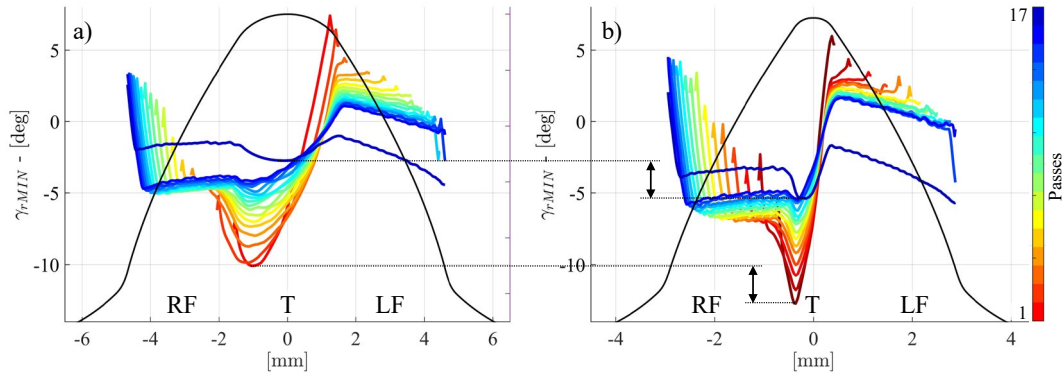 a)
γrMIN - [deg]
5
0
-5
-10
RF T LF
-6 -4 -2 0 2 4 6
[mm]
b)
γrMIN - [deg]
5
0
-5
-10
RF T LF
-4 -2 0 2 4
[mm]
17
Passes
1